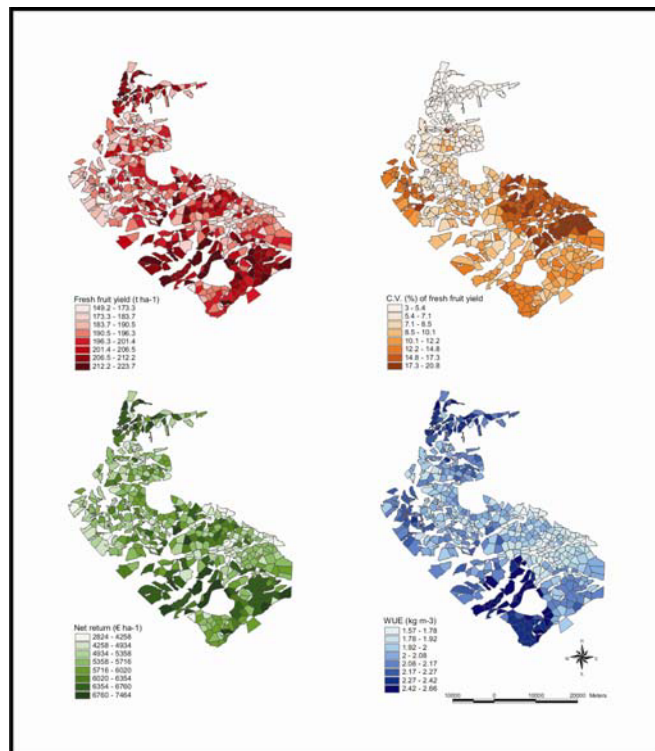 Fresh fruit yield (t ha-1)
149.2 - 173.3
173.3 - 183.7
183.7 - 190.5
190.5 - 196.3
196.3 - 201.4
201.4 - 206.5
206.5 - 212.2
212.2 - 223.7
C.V. (%) of fresh fruit yield
3 - 5.4
5.4 - 7.1
7.1 - 8.5
8.5 - 10.1
10.1 - 12.2
12.2 - 14.8
14.8 - 17.3
17.3 - 20.8
Net return (€ ha-1)
2824 - 4258
4258 - 4934
4934 - 5358
5358 - 5716
5716 - 6020
6020 - 6354
6354 - 6760
6760 - 7464
WUE (kg m-3)
1.57 - 1.78
1.78 - 1.92
1.92 - 2
2 - 2.08
2.08 - 2.17
2.17 - 2.27
2.27 - 2.42
2.42 - 2.66
N
W E
S
10000 0 10000 20000 Meters